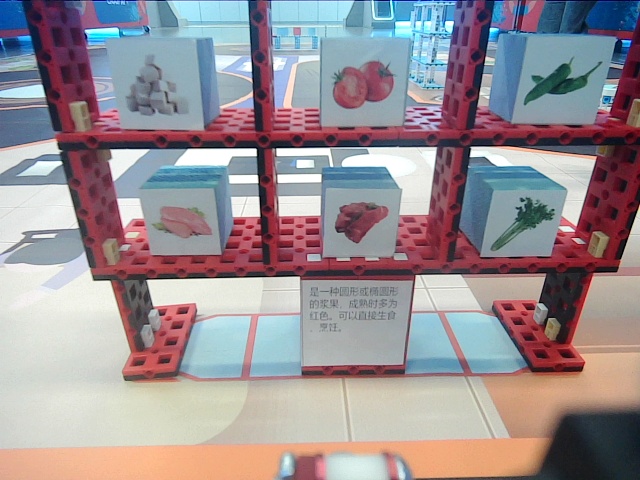 是一种圆形或椭圆形
的浆果，成熟时多为
红色。可以直接生食
、烹饪。